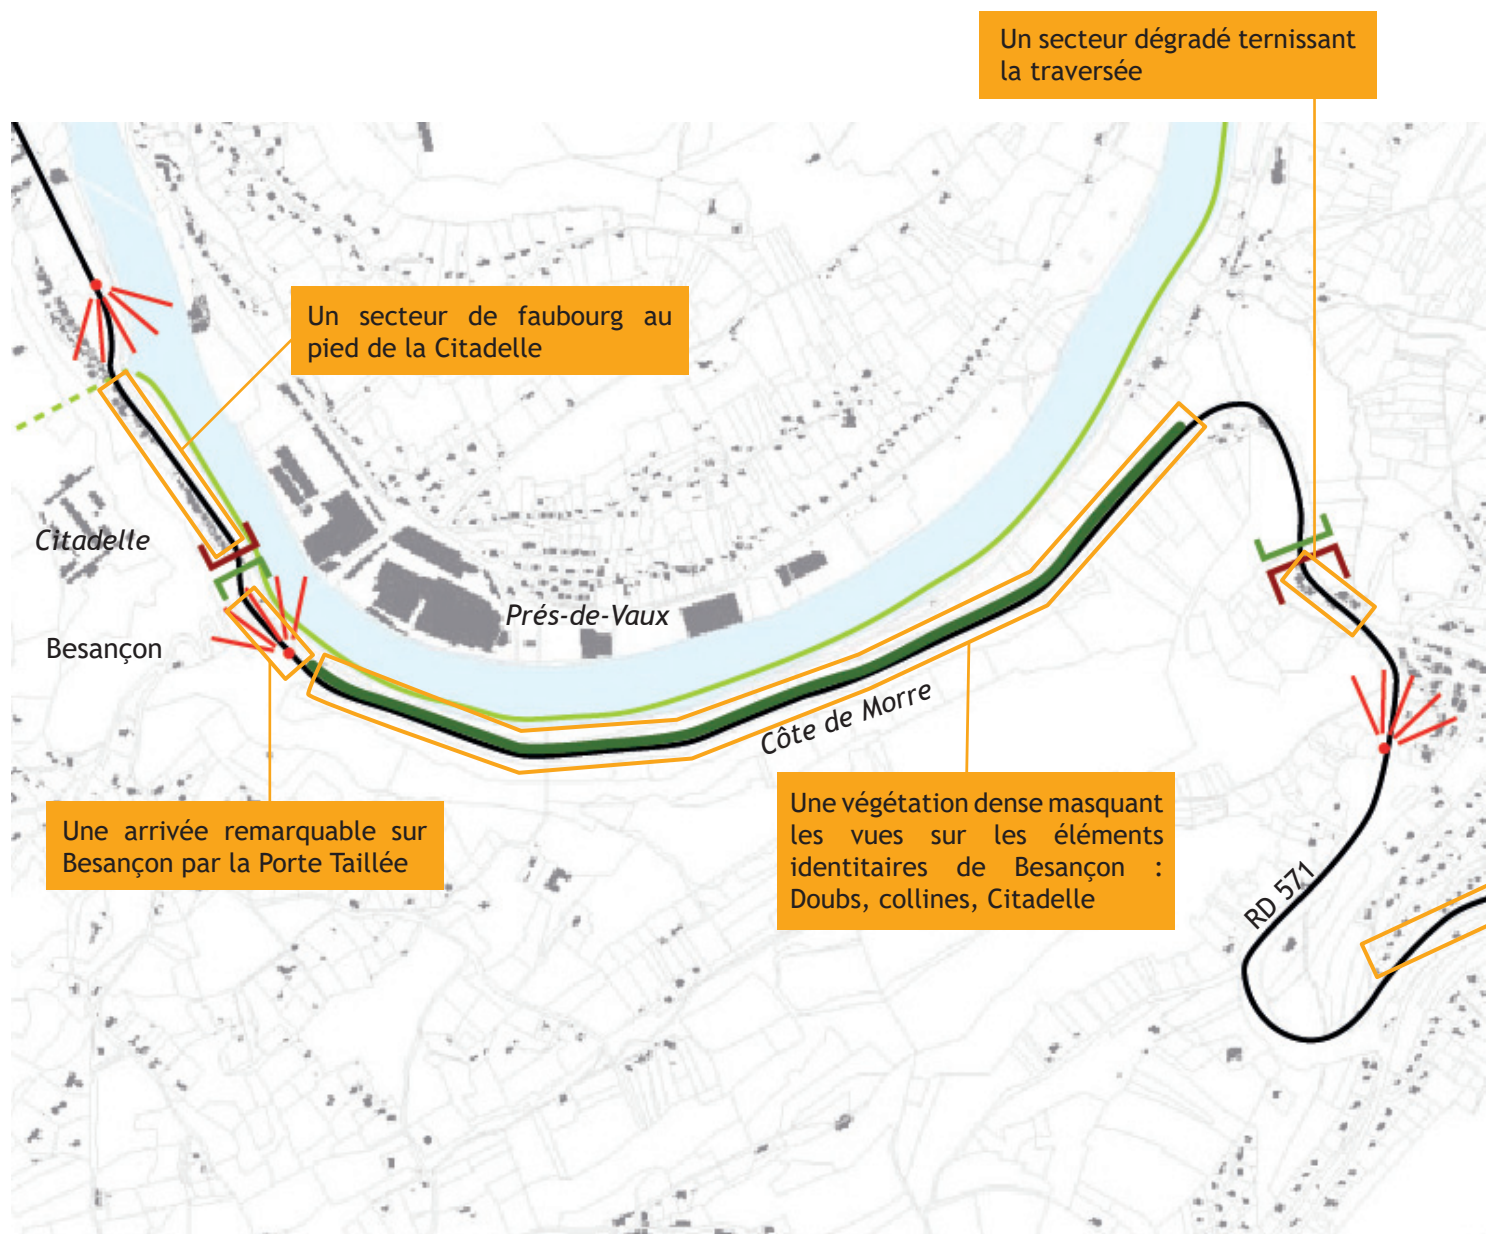 Un secteur dégradé ternissant
la traversée
Un secteur de faubourg au
pied de la Citadelle
Citadelle
Prés-de-Vaux
Besançon
Côte de Morre
Une végétation dense masquant
les vues sur les éléments
identitaires de Besançon :
Doubs, collines, Citadelle
Une arrivée remarquable sur
Besançon par la Porte Taillée
RD 571